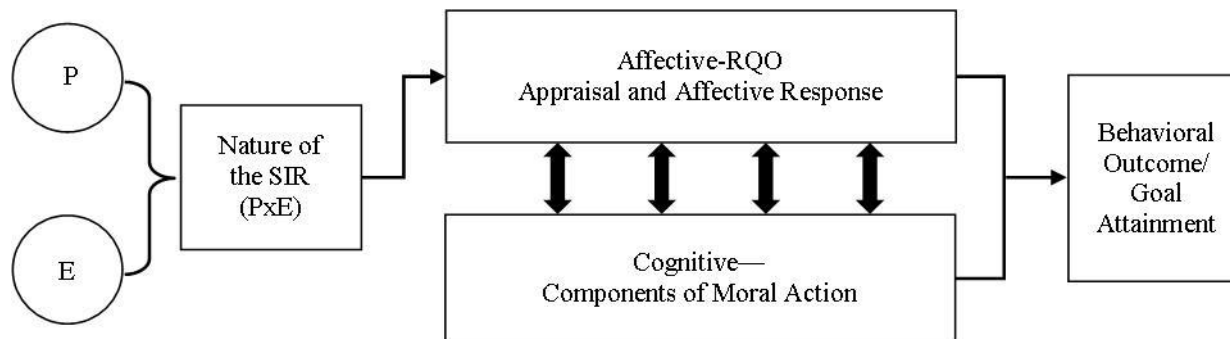 P
E
Nature of
the SIR
(PxE)
Affective-RQO
Appraisal and Affective Response
Cognitive—
Components of Moral Action
Behavioral
Outcome/
Goal
Attainment